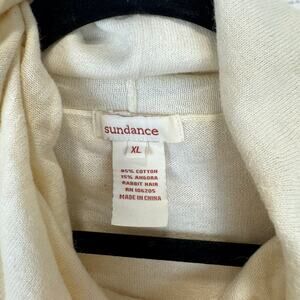 sundance
XL
85% COTTON
15% ANGORA
RABBIT HAIR
RN 106205
MADE IN CHINA